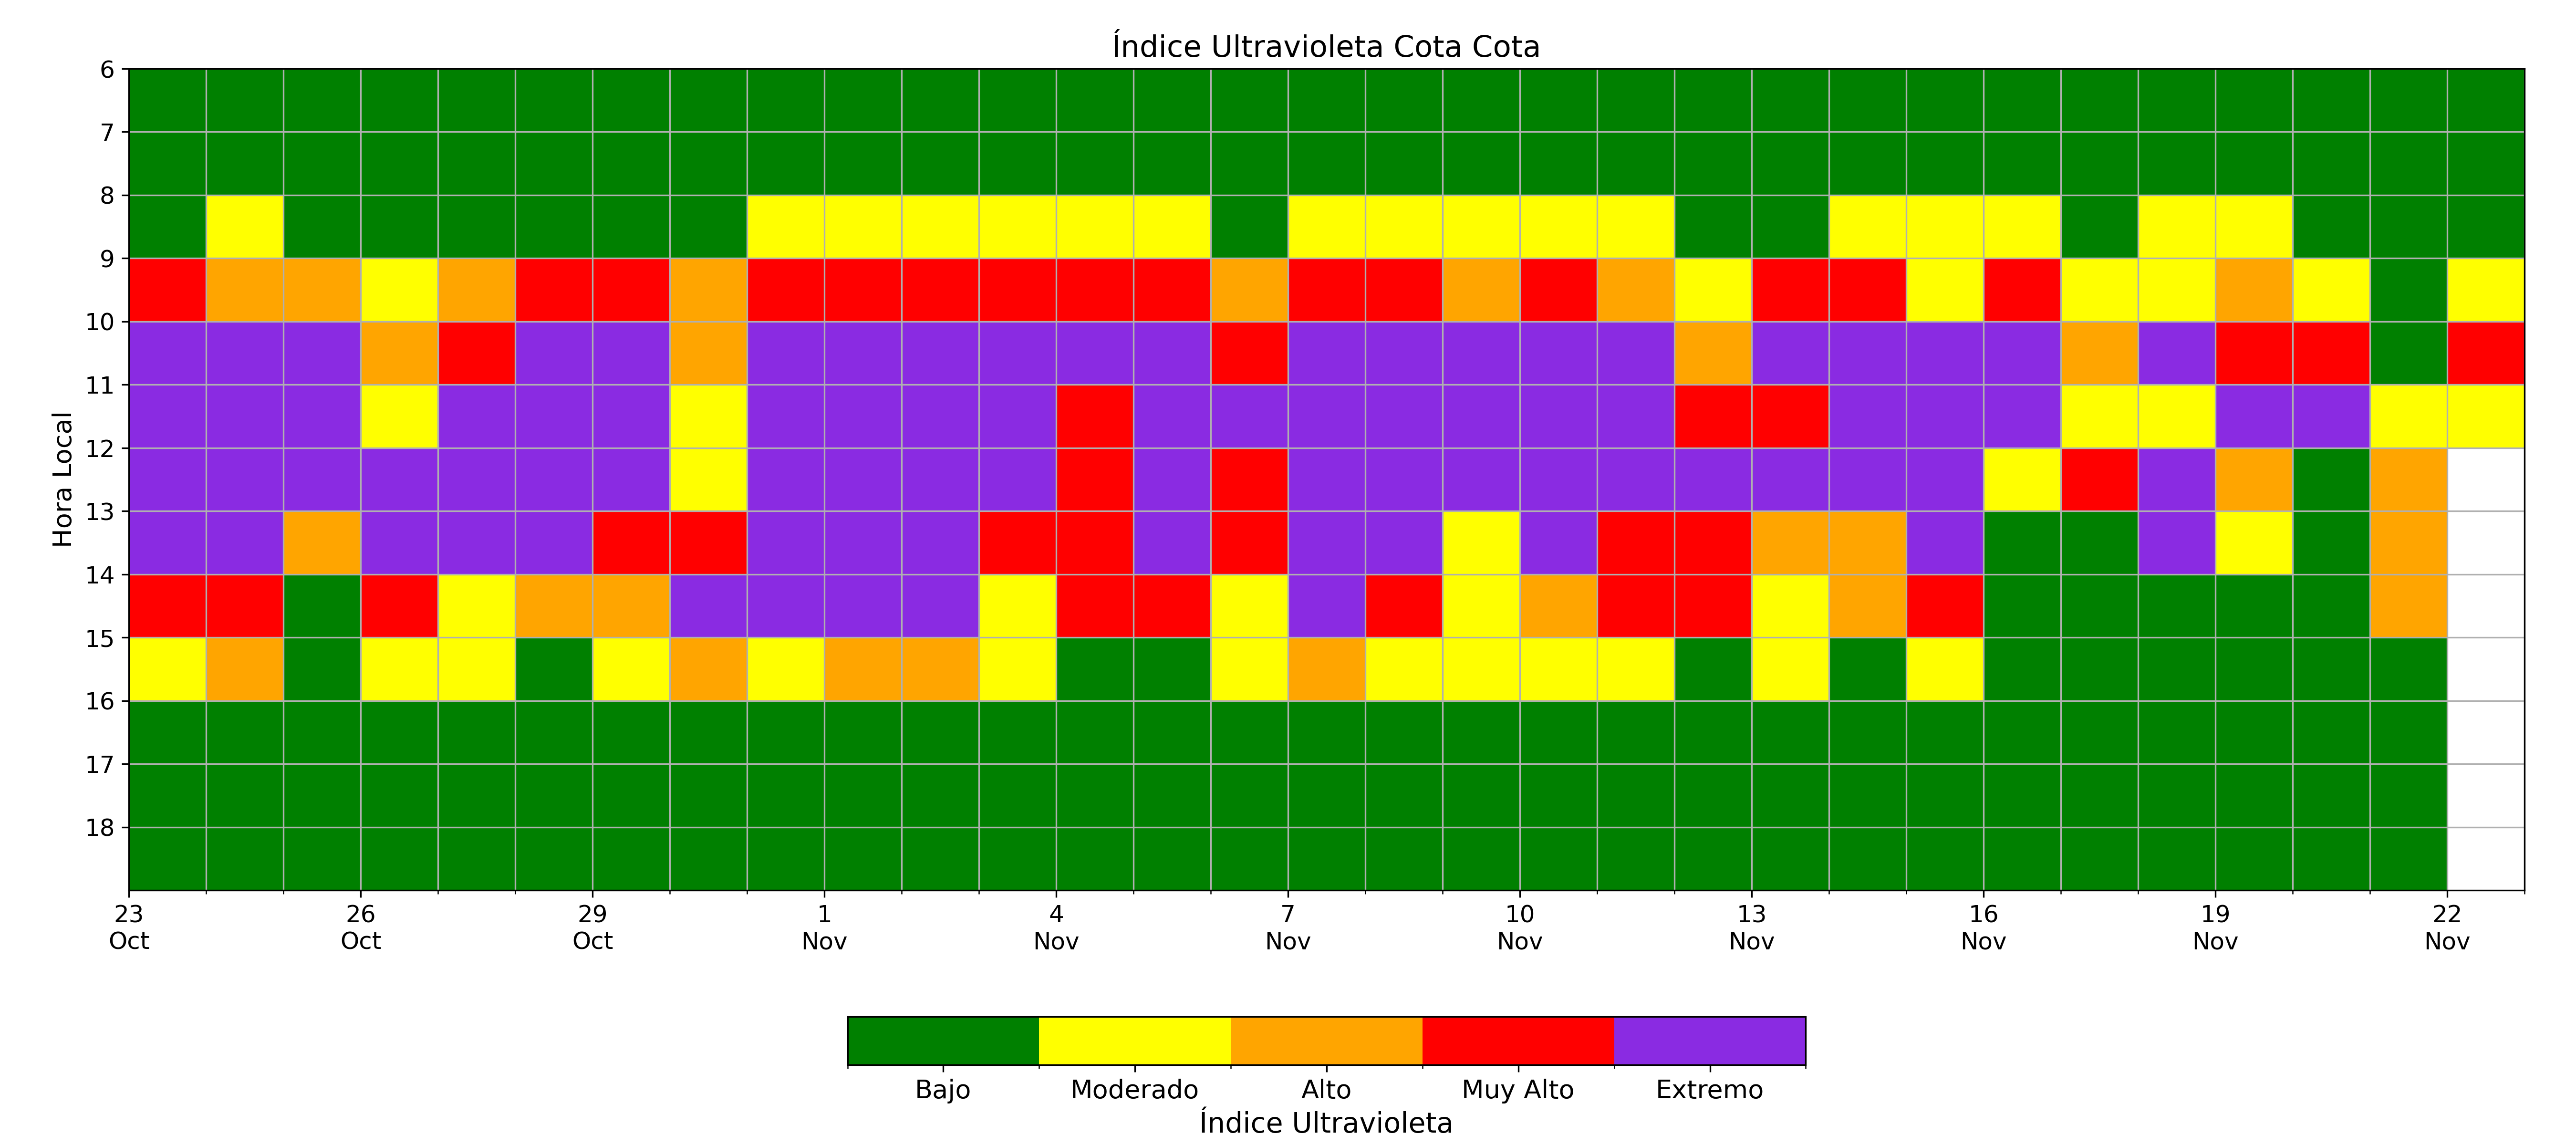 Índice Ultravioleta Cota Cota
Hora Local
6
7
8
9
10
11
12
13
14
15
16
17
18
23 26 29 1 4 7 10 13 16 19 22
Oct Oct Oct Nov Nov Nov Nov Nov Nov Nov Nov
Bajo Moderado Alto Muy Alto Extremo
Índice Ultravioleta